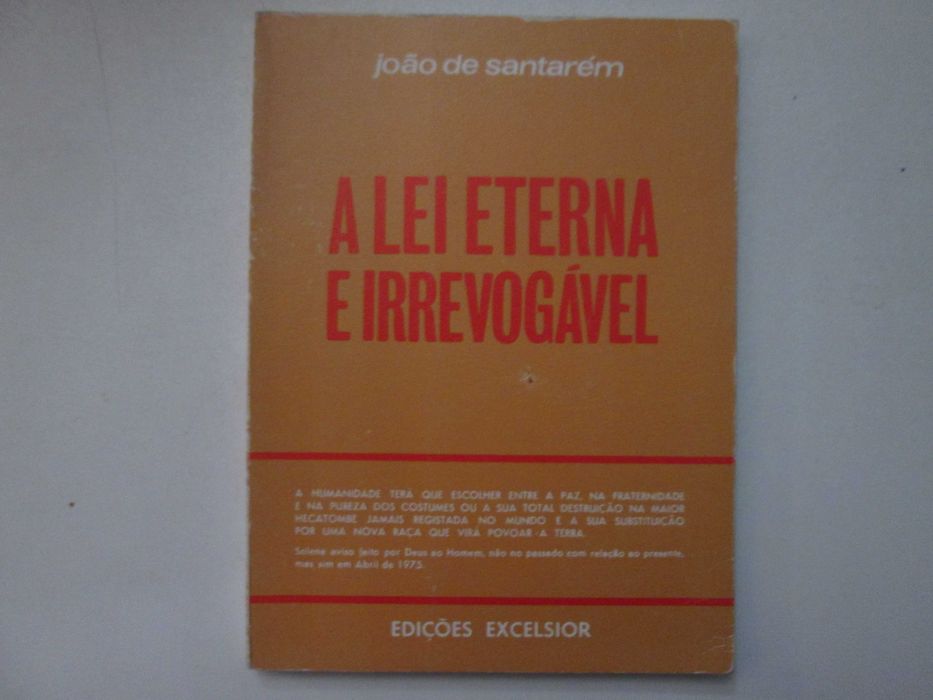 joão de santarém
A LEI ETERNA
E IRREVOGÁVEL
A HUMANIDADE TERÁ QUE ESCOLHER ENTRE A PAZ, NA FRATERNIDADE
E NA PUREZA DOS COSTUMES OU A SUA TOTAL DESTRUIÇÃO NA MAIOR
HECATOMBE JAMAIS REGISTADA NO MUNDO E A SUA SUBSTITUIÇÃO
POR UMA NOVA RAÇA QUE VIRÁ POVOAR A TERRA.
Solene aviso feito por Deus ao Homem, não no passado com relação ao presente,
mas sim em Abril de 1975.
EDIÇÕES EXCELSIOR